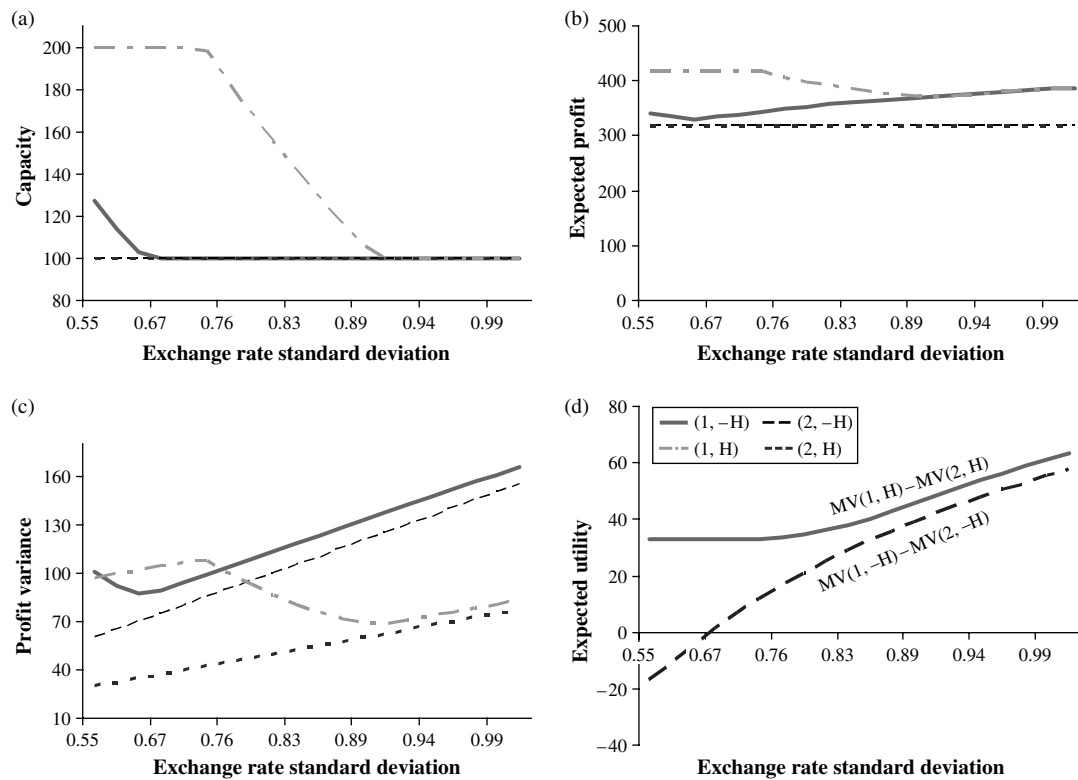 (a)
200
180
160
140
120
100
80
Capacity
0.55 0.67 0.76 0.83 0.89 0.94 0.99
Exchange rate standard deviation
(b)
500
400
300
200
100
0
Expected profit
0.55 0.67 0.76 0.83 0.89 0.94 0.99
Exchange rate standard deviation
(c)
160
130
100
70
40
10
Profit variance
0.55 0.67 0.76 0.83 0.89 0.94 0.99
Exchange rate standard deviation
(d)
80
60
40
20
0
−20
−40
Expected utility
(1, −H) (2, −H)
(1, H) (2, H)
MV(1, H)−MV(2, H)
MV(1, −H)−MV(2, −H)
0.55 0.67 0.76 0.83 0.89 0.94 0.99
Exchange rate standard deviation